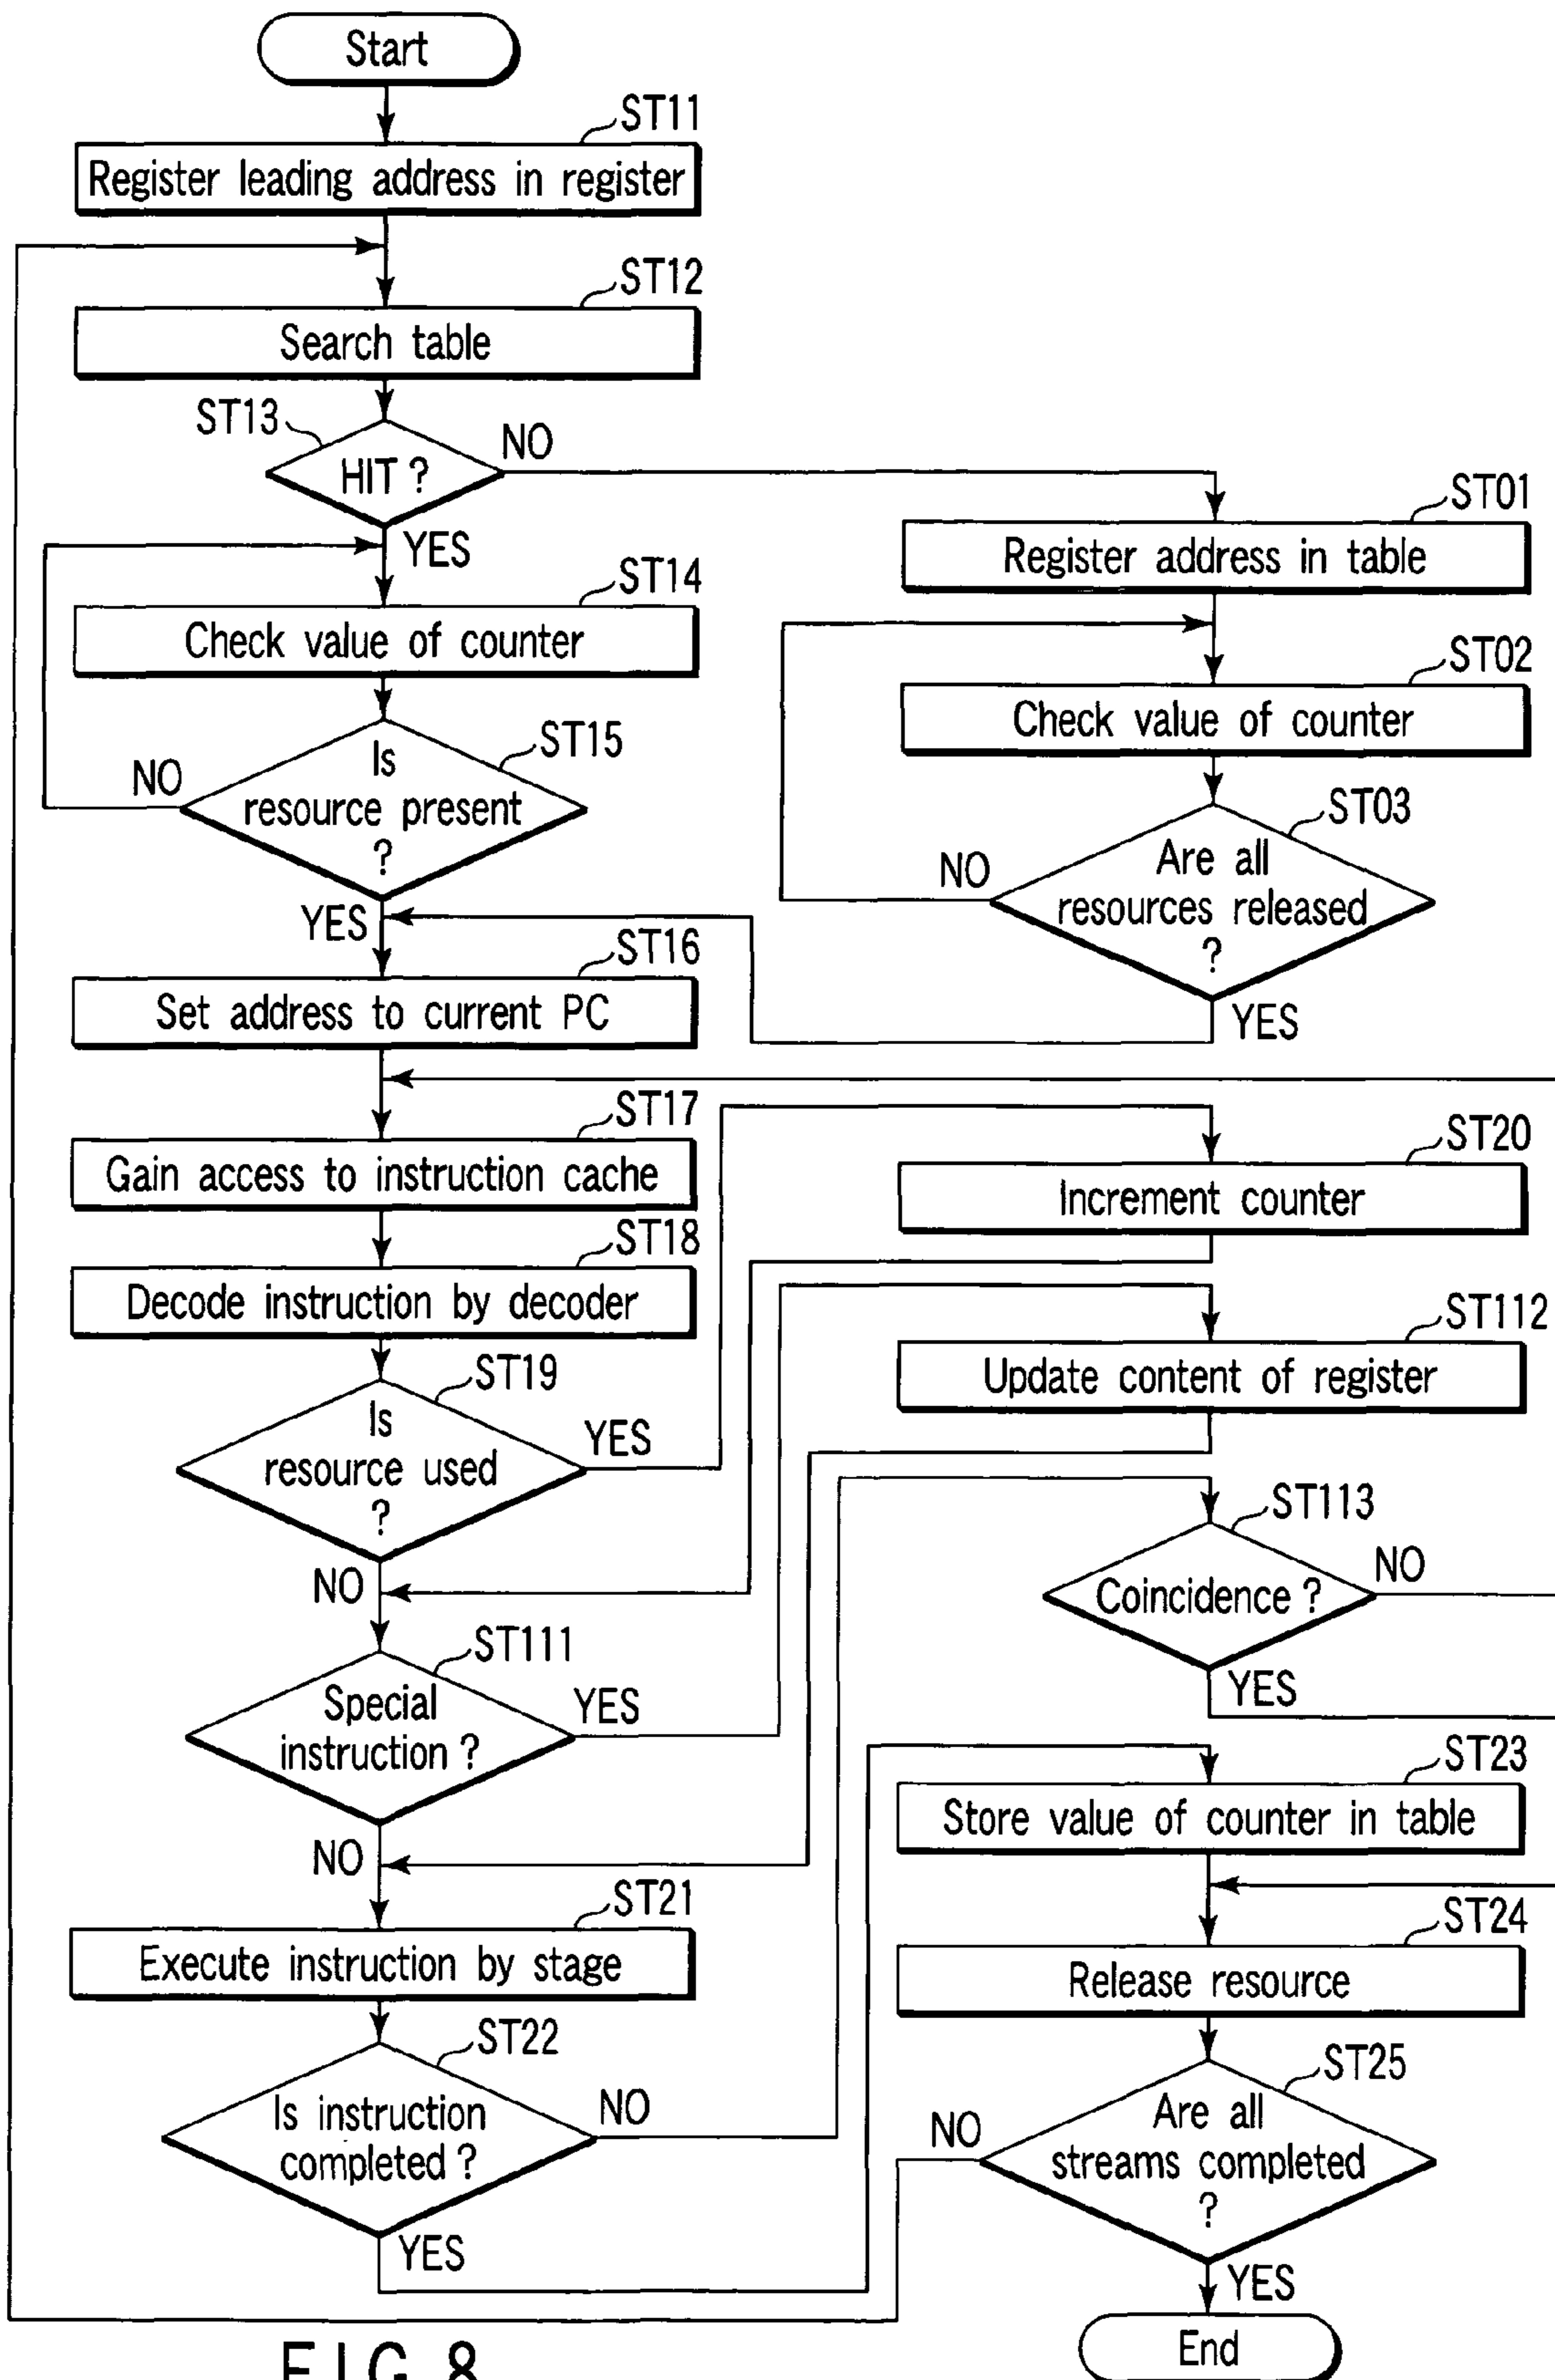 Start
ST11
Register leading address in register
ST12
Search table
ST13
HIT ?
NO
YES
ST14
Check value of counter
ST15
Is
resource present
?
NO
YES
ST01
Register address in table
ST02
Check value of counter
ST03
Are all
resources released
?
NO
YES
ST16
Set address to current PC
ST17
Gain access to instruction cache
ST18
Decode instruction by decoder
ST19
Is
resource used
?
YES
NO
ST20
Increment counter
ST111
Special
instruction ?
YES
NO
ST112
Update content of register
ST21
Execute instruction by stage
ST22
Is instruction
completed ?
NO
YES
ST113
Coincidence ?
NO
YES
ST23
Store value of counter in table
ST24
Release resource
ST25
Are all
streams completed
?
NO
YES
End
FIG. 8